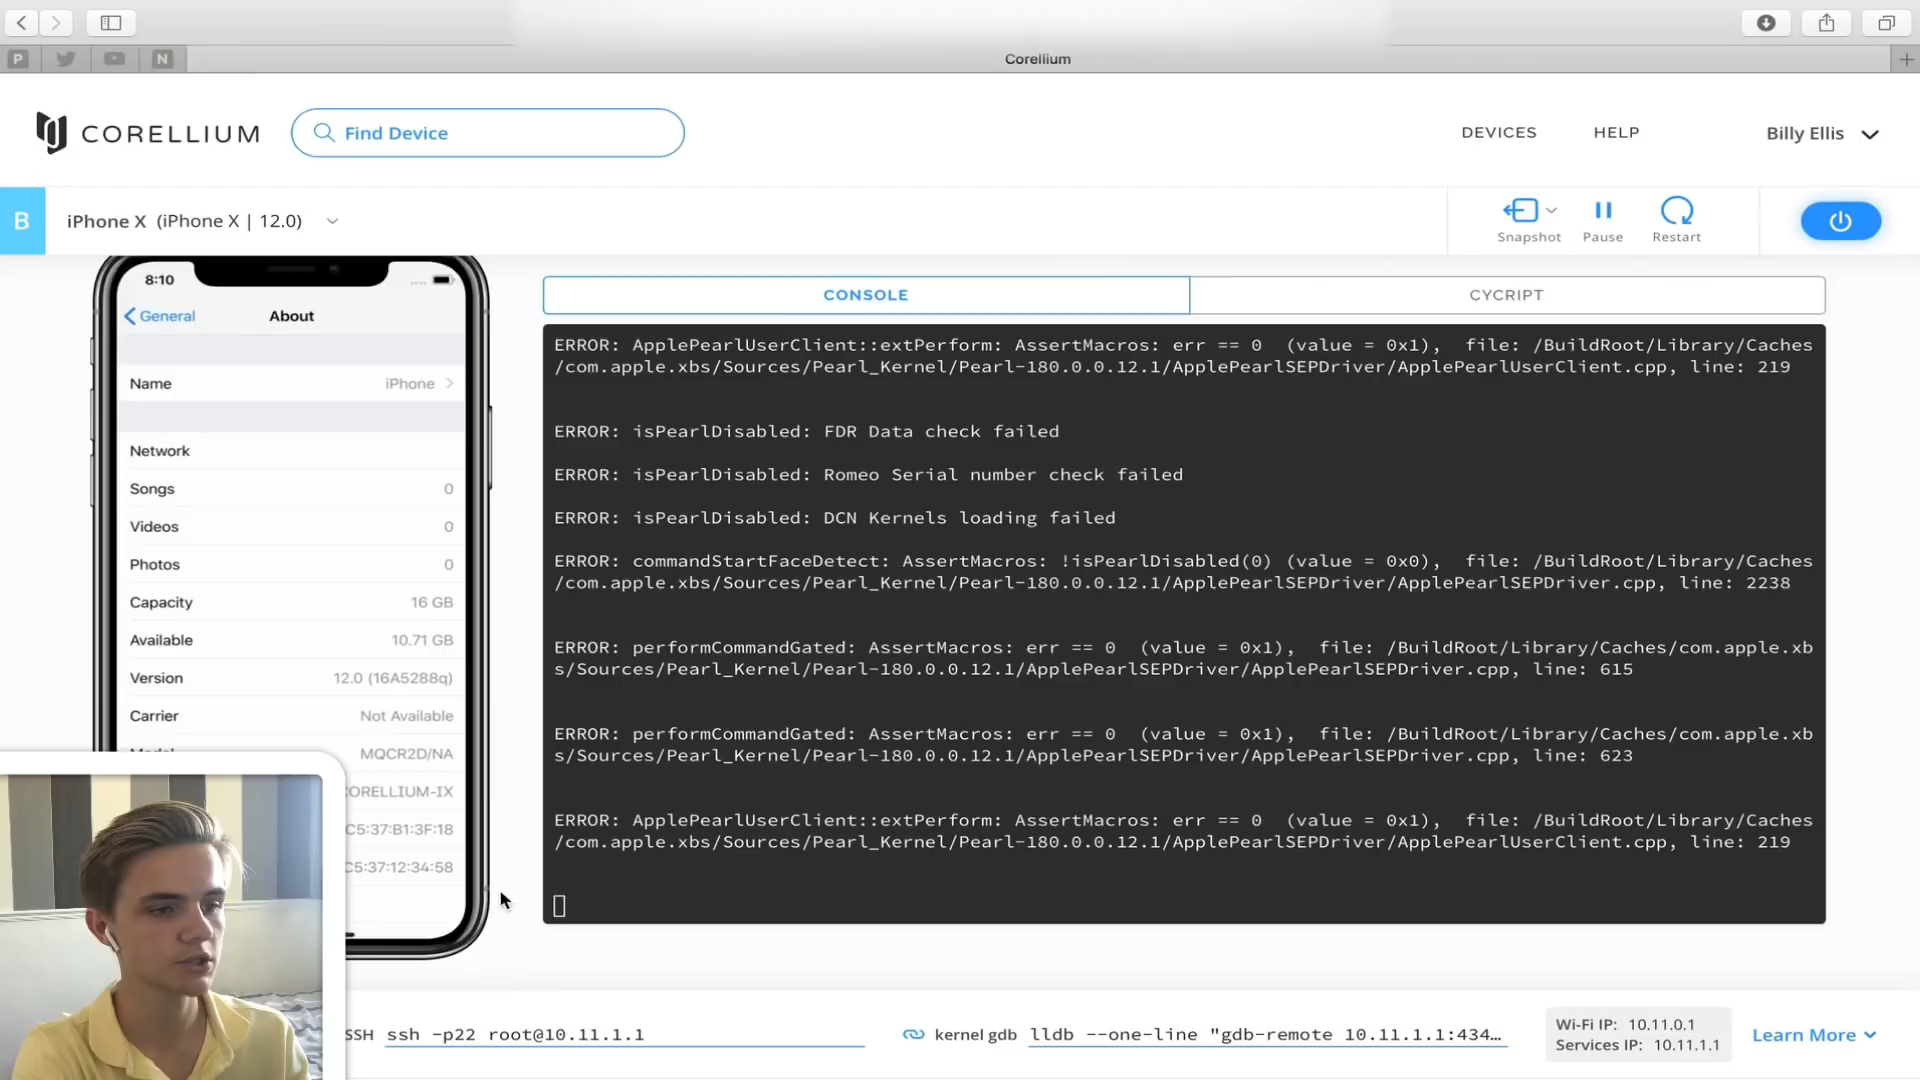 P
N
Corellium
CORELLIUM
Find Device
DEVICES
HELP
Billy Ellis
B
iPhone X (iPhone X | 12.0)
Snapshot
Pause
Restart
8:10
General
About
Name
iPhone
Network
Songs
0
Videos
0
Photos
0
Capacity
16 GB
Available
10.71 GB
Version
12.0 (16A5288q)
Carrier
Not Available
MQCR2D/NA
ORELLIUM-IX
C5:37:B1:3F:18
C5:37:12:34:58
CONSOLE
CYCRIPT
ERROR: ApplePearlUserClient::extPerform: AssertMacros: err == 0 (value = 0x1), file: /BuildRoot/Library/Caches
/com.apple.xbs/Sources/Pearl_Kernel/Pearl-180.0.0.12.1/ApplePearlSEPDriver/ApplePearlUserClient.cpp, line: 219
ERROR: isPearlDisabled: FDR Data check failed
ERROR: isPearlDisabled: Romeo Serial number check failed
ERROR: isPearlDisabled: DCN Kernels loading failed
ERROR: commandStartFaceDetect: AssertMacros: !isPearlDisabled(0) (value = 0x0), file: /BuildRoot/Library/Caches
/com.apple.xbs/Sources/Pearl_Kernel/Pearl-180.0.0.12.1/ApplePearlSEPDriver/ApplePearlSEPDriver.cpp, line: 2238
ERROR: performCommandGated: AssertMacros: err == 0 (value = 0x1), file: /BuildRoot/Library/Caches/com.apple.xb
s/Sources/Pearl_Kernel/Pearl-180.0.0.12.1/ApplePearlSEPDriver/ApplePearlSEPDriver.cpp, line: 615
ERROR: performCommandGated: AssertMacros: err == 0 (value = 0x1), file: /BuildRoot/Library/Caches/com.apple.xb
s/Sources/Pearl_Kernel/Pearl-180.0.0.12.1/ApplePearlSEPDriver/ApplePearlSEPDriver.cpp, line: 623
ERROR: ApplePearlUserClient::extPerform: AssertMacros: err == 0 (value = 0x1), file: /BuildRoot/Library/Caches
/com.apple.xbs/Sources/Pearl_Kernel/Pearl-180.0.0.12.1/ApplePearlSEPDriver/ApplePearlUserClient.cpp, line: 219
SSH ssh -p22 root@10.11.1.1
kernel gdb lldb --one-line "gdb-remote 10.11.1.1:434...
Wi-Fi IP: 10.11.0.1
Services IP: 10.11.1.1
Learn More